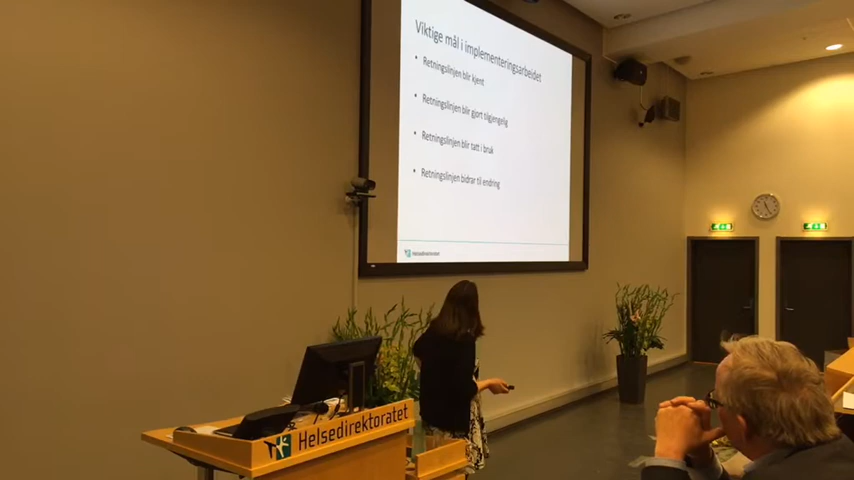 Viktige mål i implementeringsarbeidet
• Retningslinjen blir kjent
• Retningslinjen blir gjort tilgjengelig
• Retningslinjen blir tatt i bruk
• Retningslinjen bidrar til endring
Helsedirektoratet
Helsedirektoratet